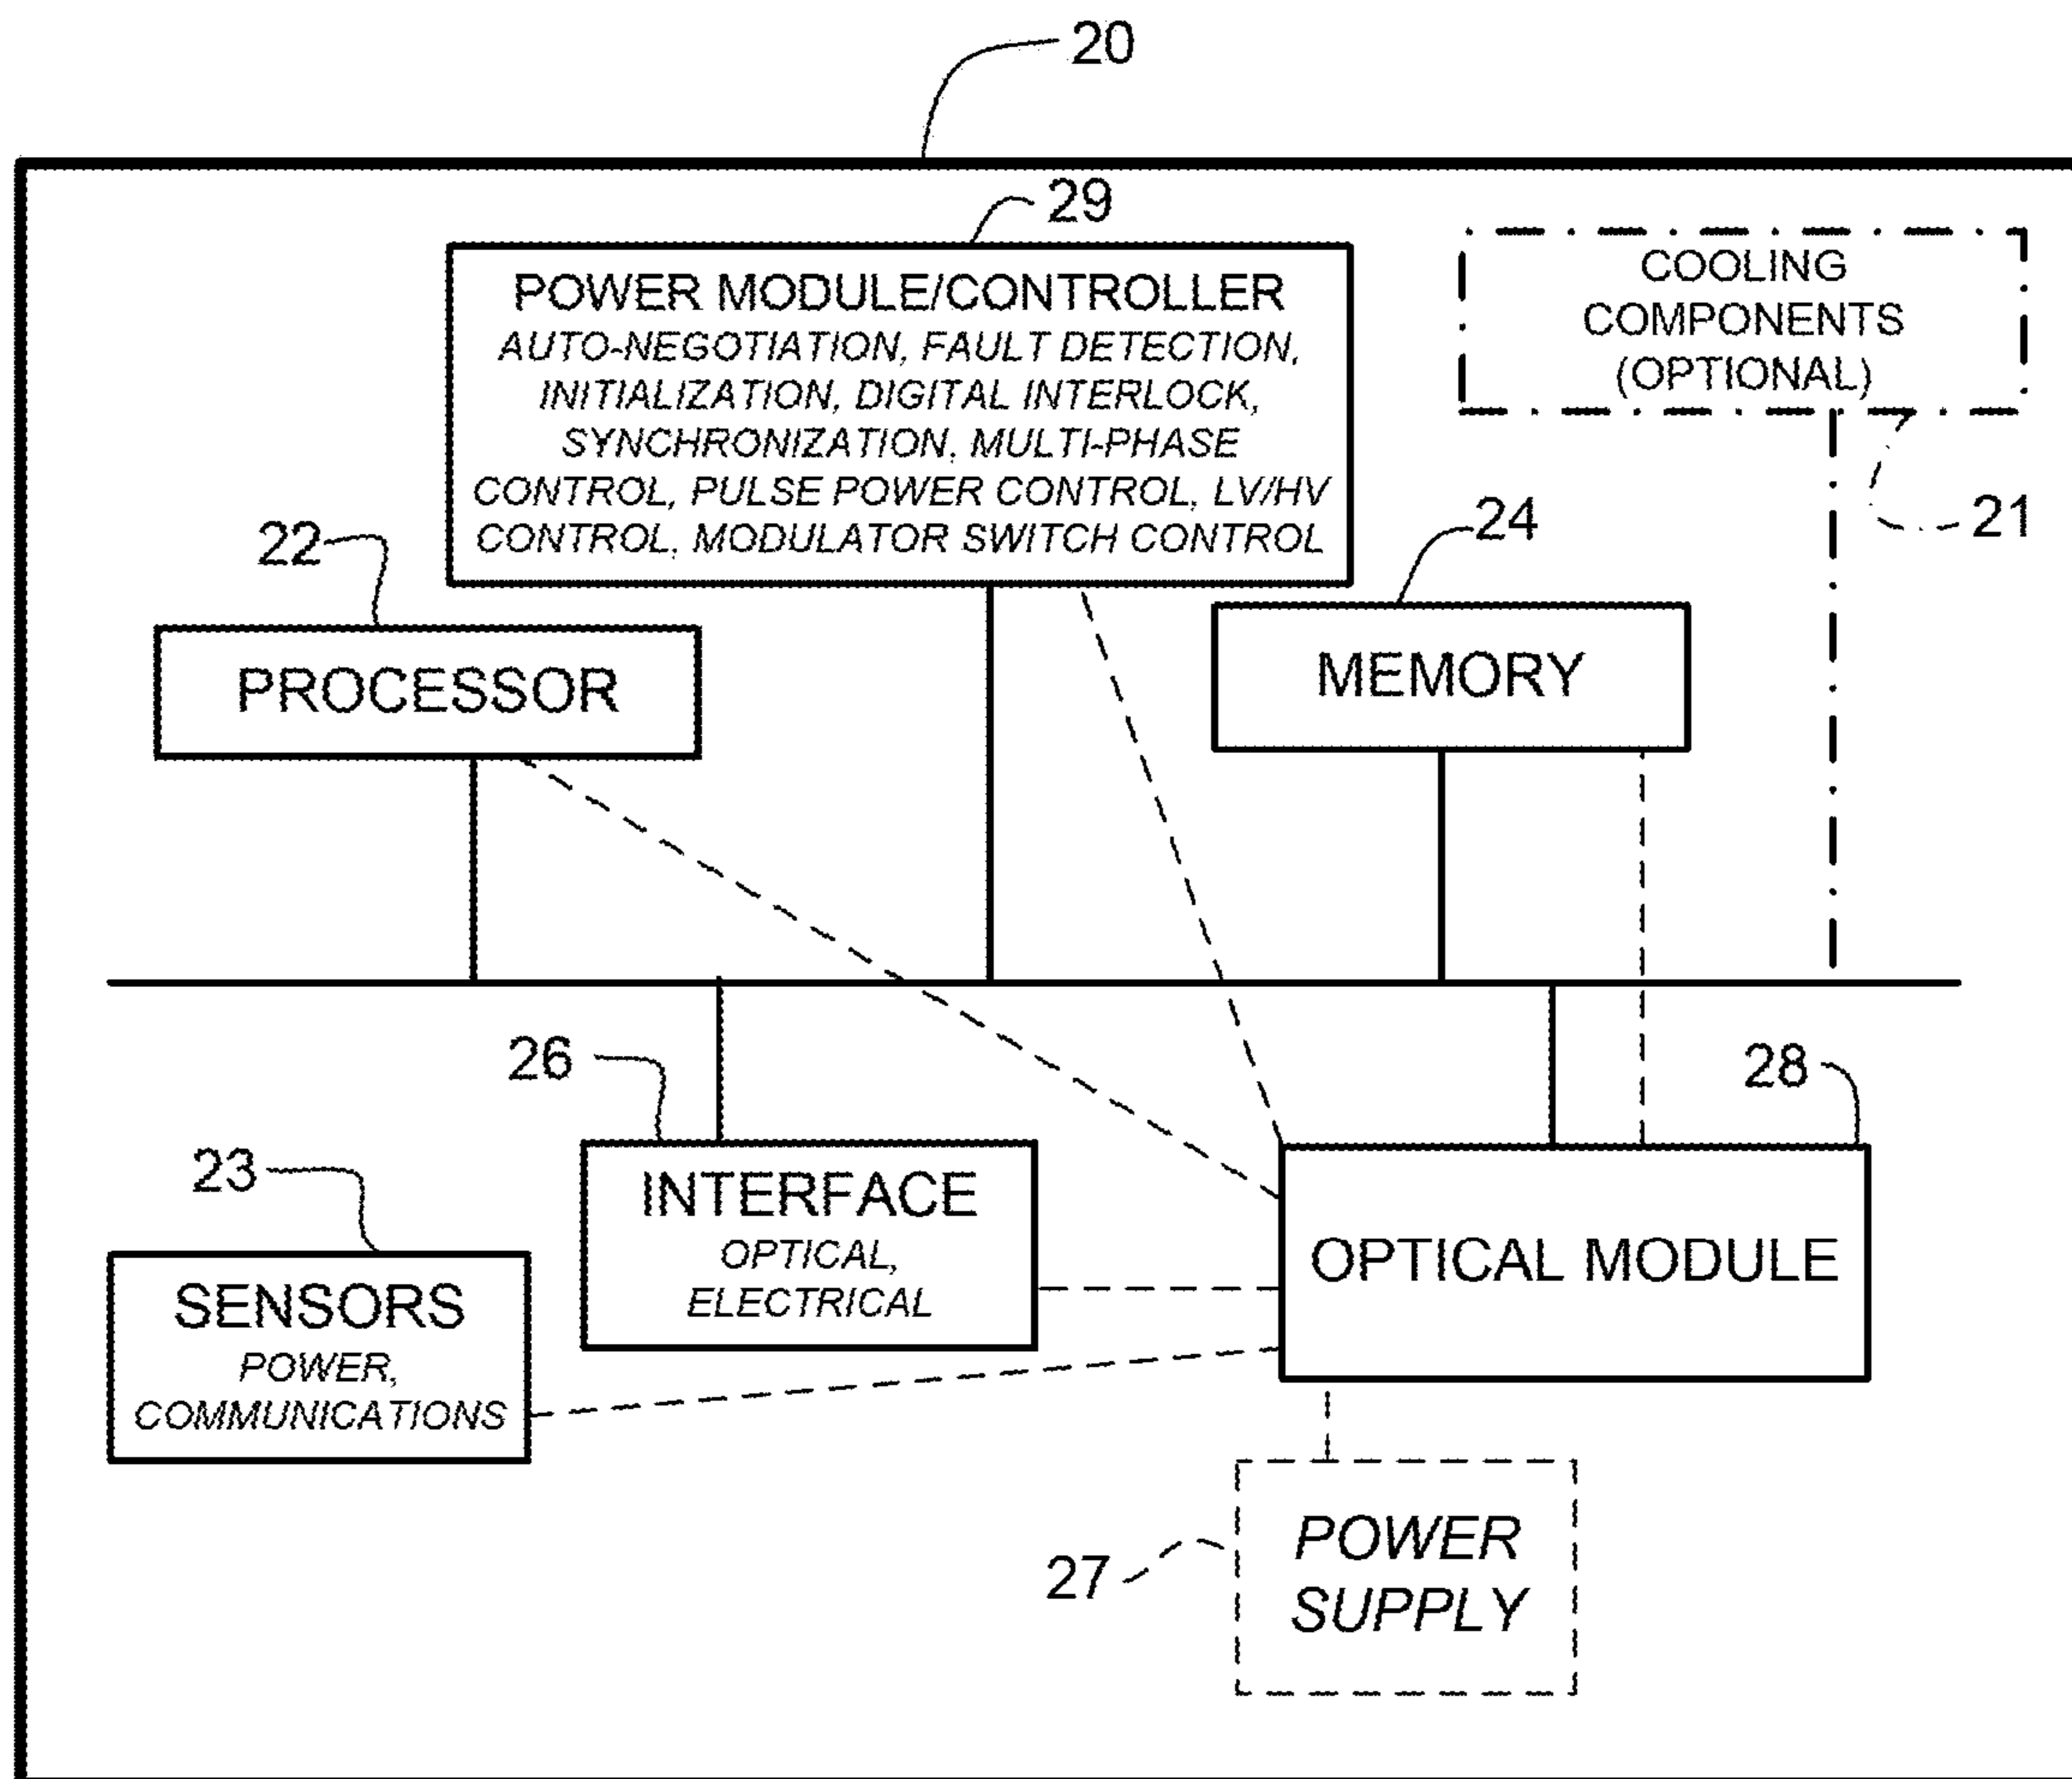 20
29
POWER MODULE/CONTROLLER
AUTO-NEGOTIATION, FAULT DETECTION,
INITIALIZATION, DIGITAL INTERLOCK,
SYNCHRONIZATION, MULTI-PHASE
CONTROL, PULSE POWER CONTROL, LV/HV
CONTROL, MODULATOR SWITCH CONTROL
COOLING
COMPONENTS
(OPTIONAL)
21
22
PROCESSOR
24
MEMORY
26
INTERFACE
OPTICAL,
ELECTRICAL
28
OPTICAL MODULE
23
SENSORS
POWER,
COMMUNICATIONS
27
POWER
SUPPLY